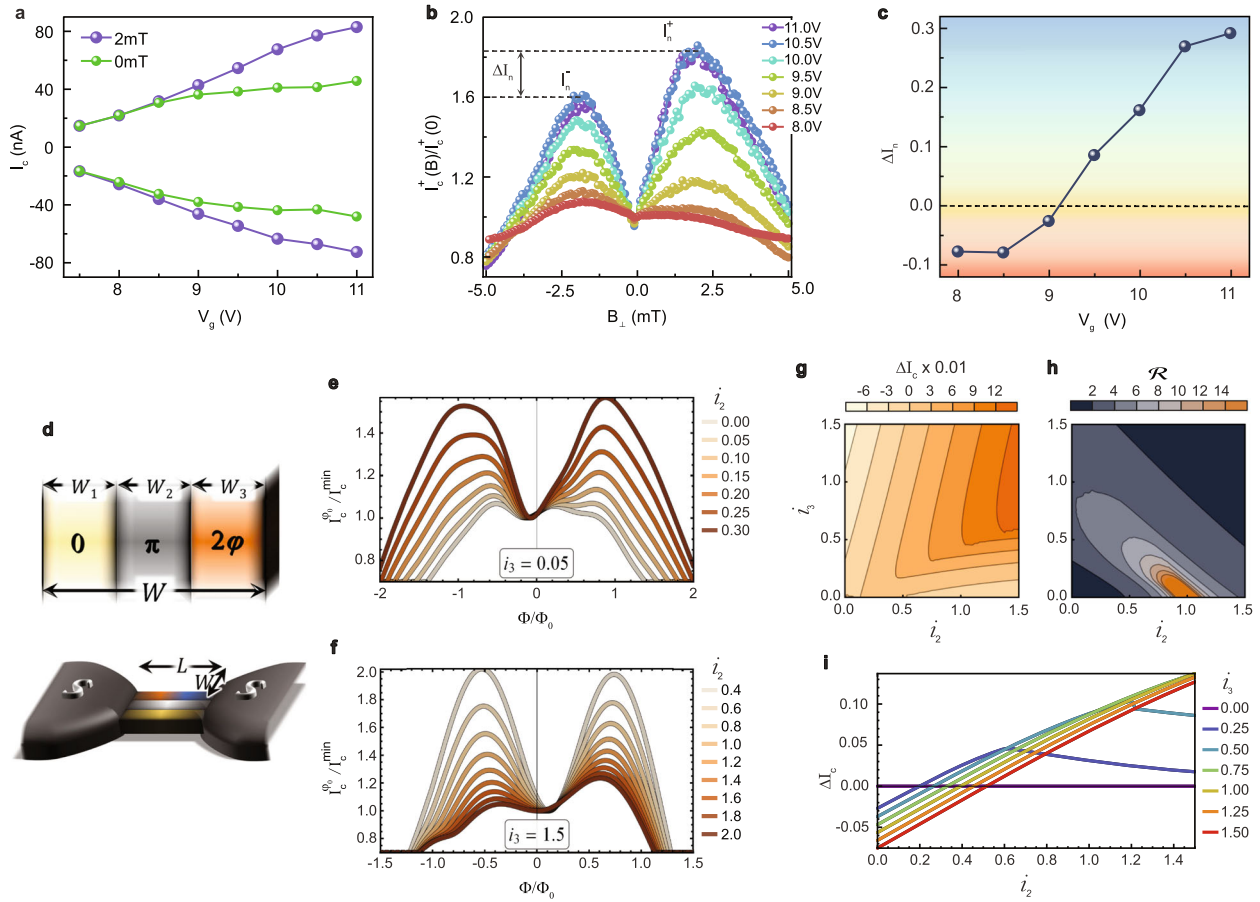 a
80
40
0
-40
-80
I_c (nA)
2mT
0mT
8
9
10
11
V_g (V)
b
2.0
1.6
1.2
0.8
I_c^+(B)/I_c^+(0)
I_n^+
I_n^-
ΔI_n
11.0V
10.5V
10.0V
9.5V
9.0V
8.5V
8.0V
-5.0
-2.5
0.0
2.5
5.0
B_⊥ (mT)
c
0.3
0.2
0.1
0.0
-0.1
ΔI_n
8
9
10
11
V_g (V)
d
W_1 W_2 W_3
0 π 2φ
W
L
W
S S
e
1.4
1.2
1.0
0.8
I_c^{φ_0} / I_c^{min}
i_3 = 0.05
-2 -1 0 1 2
Φ/Φ_0
i_2
0.00
0.05
0.10
0.15
0.20
0.25
0.30
f
2.0
1.8
1.6
1.4
1.2
1.0
0.8
I_c^{φ_0} / I_c^{min}
i_3 = 1.5
-1.5 -1.0 -0.5 0 0.5 1.0 1.5
Φ/Φ_0
i_2
0.4
0.6
0.8
1.0
1.2
1.4
1.6
1.8
2.0
g
ΔI_c x 0.01
-6 -3 0 3 6 9 12
1.5
1.0
0.5
0.0
i_3
0.0 0.5 1.0 1.5
i_2
h
ℛ
2 4 6 8 10 12 14
1.5
1.0
0.5
0.0
0.0 0.5 1.0 1.5
i_2
i
0.10
0.05
0.00
-0.05
ΔI_c
0.0 0.2 0.4 0.6 0.8 1.0 1.2 1.4
i_2
i_3
0.00
0.25
0.50
0.75
1.00
1.25
1.50